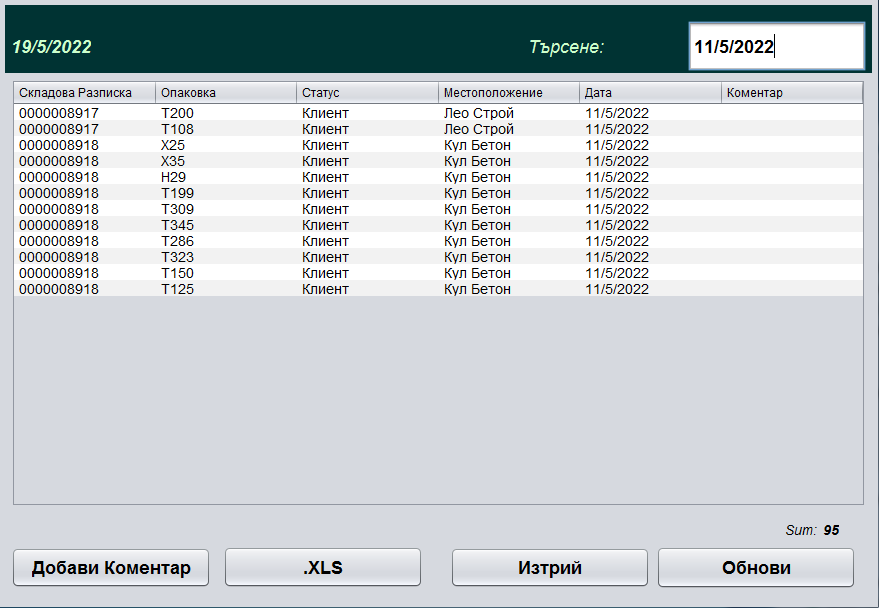 19/5/2022 Търсене: 11/5/2022
Складова Разписка Опаковка Статус Местоположение Дата Коментар
0000008917 T200 Клиент Лео Строй 11/5/2022
0000008917 T108 Клиент Лео Строй 11/5/2022
0000008918 X25 Клиент Кул Бетон 11/5/2022
0000008918 X35 Клиент Кул Бетон 11/5/2022
0000008918 H29 Клиент Кул Бетон 11/5/2022
0000008918 T199 Клиент Кул Бетон 11/5/2022
0000008918 T309 Клиент Кул Бетон 11/5/2022
0000008918 T345 Клиент Кул Бетон 11/5/2022
0000008918 T286 Клиент Кул Бетон 11/5/2022
0000008918 T323 Клиент Кул Бетон 11/5/2022
0000008918 T150 Клиент Кул Бетон 11/5/2022
0000008918 T125 Клиент Кул Бетон 11/5/2022
Sum: 95
Добави Коментар .XLS Изтрий Обнови